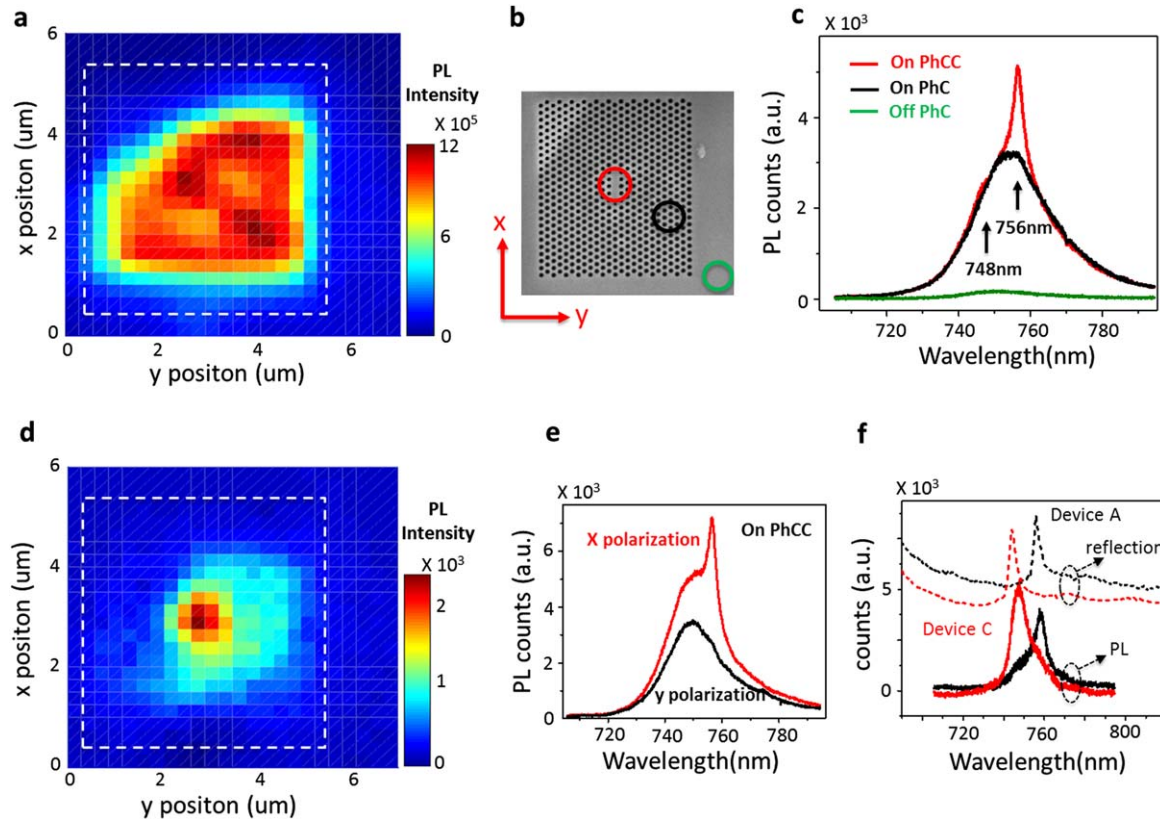 a
6
4
2
0
x positon (um)
0 2 4 6
y positon (um)
PL
Intensity
X 10⁵
12
0
b
x
y
c
X 10³
On PhCC
On PhC
Off PhC
4
2
0
PL counts (a.u.)
756nm
748nm
720 740 760 780
Wavelength(nm)
d
6
4
2
0
x positon (um)
0 2 4 6
y positon (um)
PL
Intensity
X 10³
2
1
0
e
X 10³
X polarization
On PhCC
y polarization
6
4
2
0
PL counts (a.u.)
720 740 760 780
Wavelength(nm)
f
X 10³
Device A
reflection
Device C
PL
5
0
counts (a.u.)
720 760 800
Wavelength(nm)